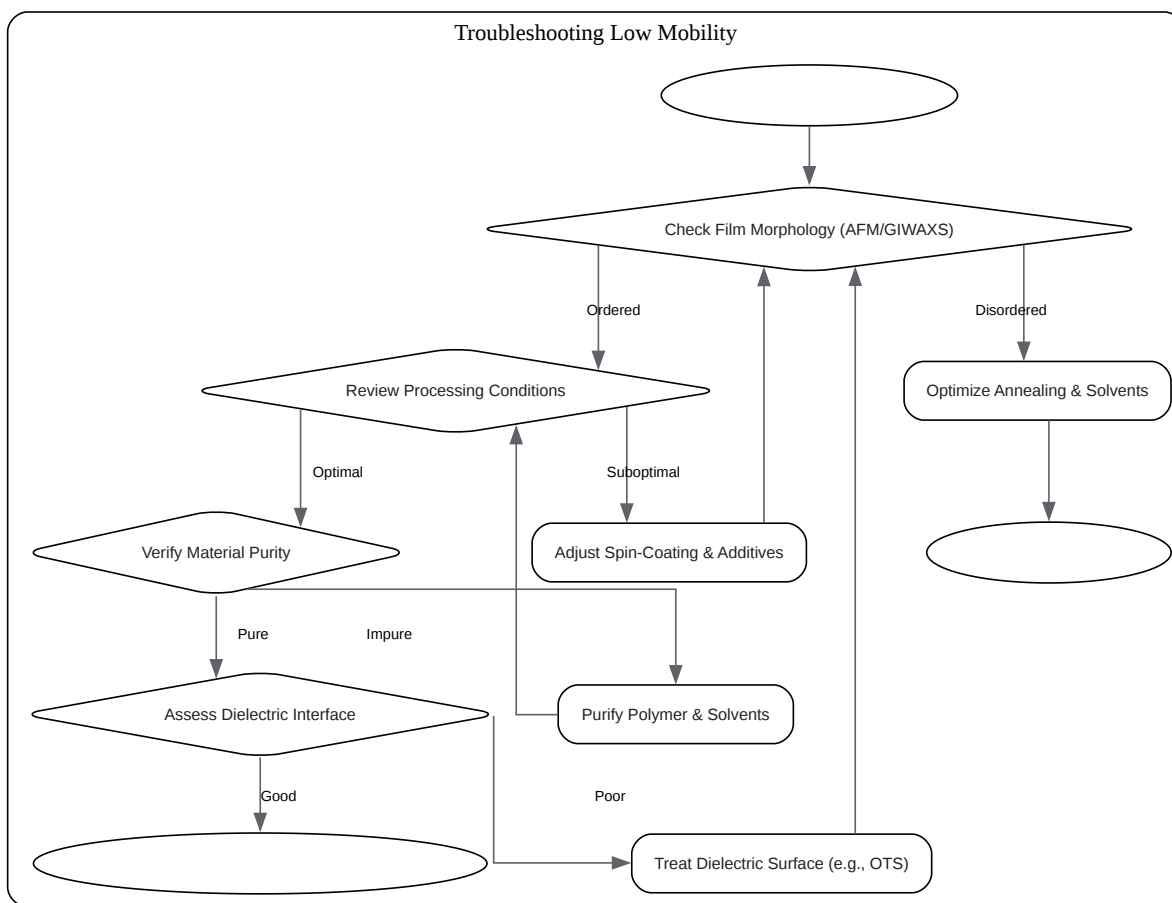 Troubleshooting Low Mobility
Check Film Morphology (AFM/GIWAXS)
Ordered
Disordered
Review Processing Conditions
Optimize Annealing & Solvents
Optimal
Suboptimal
Verify Material Purity
Adjust Spin-Coating & Additives
Pure
Impure
Assess Dielectric Interface
Purify Polymer & Solvents
Good
Poor
Treat Dielectric Surface (e.g., OTS)